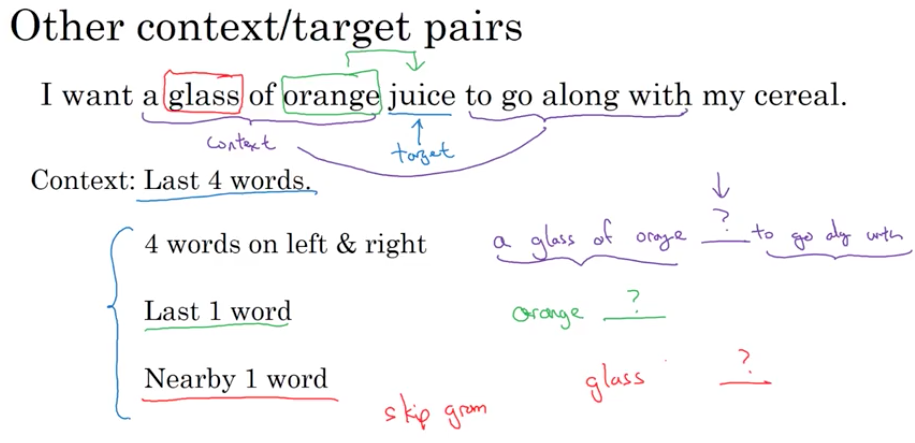 Other context/target pairs
I want a glass of orange juice to go along with my cereal.
context
target
Context: Last 4 words.
4 words on left & right
a glass of orange ? to go alg with
Last 1 word
orange ?
Nearby 1 word
glass ?
skip gram